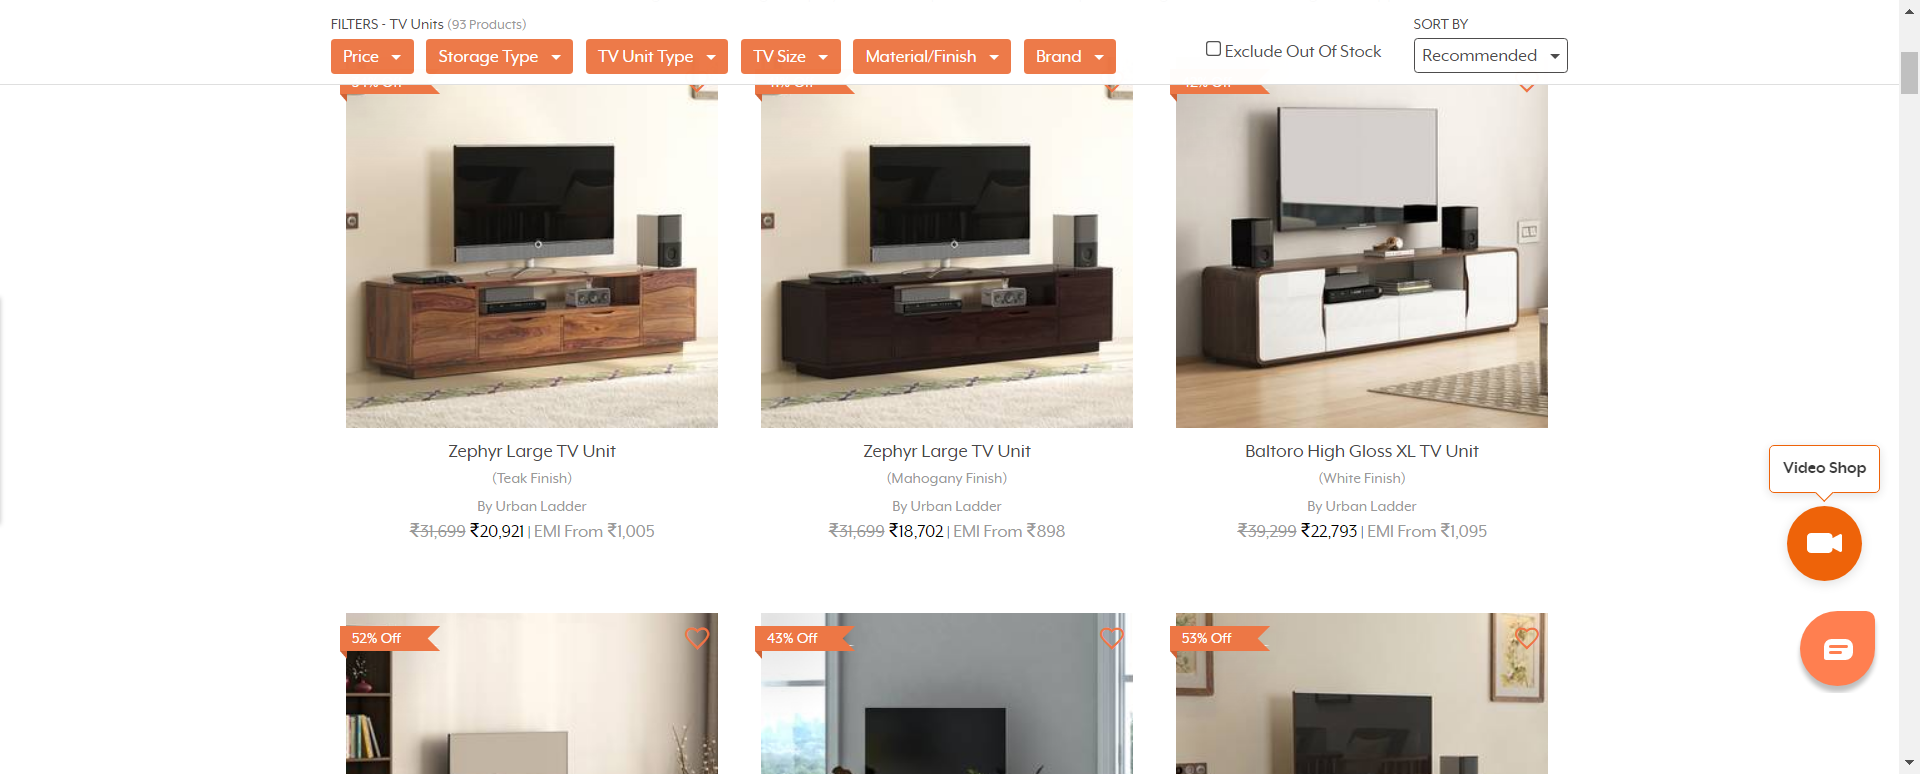 FILTERS - TV Units (93 Products)
SORT BY
Price
Storage Type
TV Unit Type
TV Size
Material/Finish
Brand
Exclude Out Of Stock
Recommended
Zephyr Large TV Unit
(Teak Finish)
By Urban Ladder
₹31,699 ₹20,921 | EMI From ₹1,005
Zephyr Large TV Unit
(Mahogany Finish)
By Urban Ladder
₹31,699 ₹18,702 | EMI From ₹898
Baltoro High Gloss XL TV Unit
(White Finish)
By Urban Ladder
₹39,299 ₹22,793 | EMI From ₹1,095
Video Shop
52% Off
43% Off
53% Off